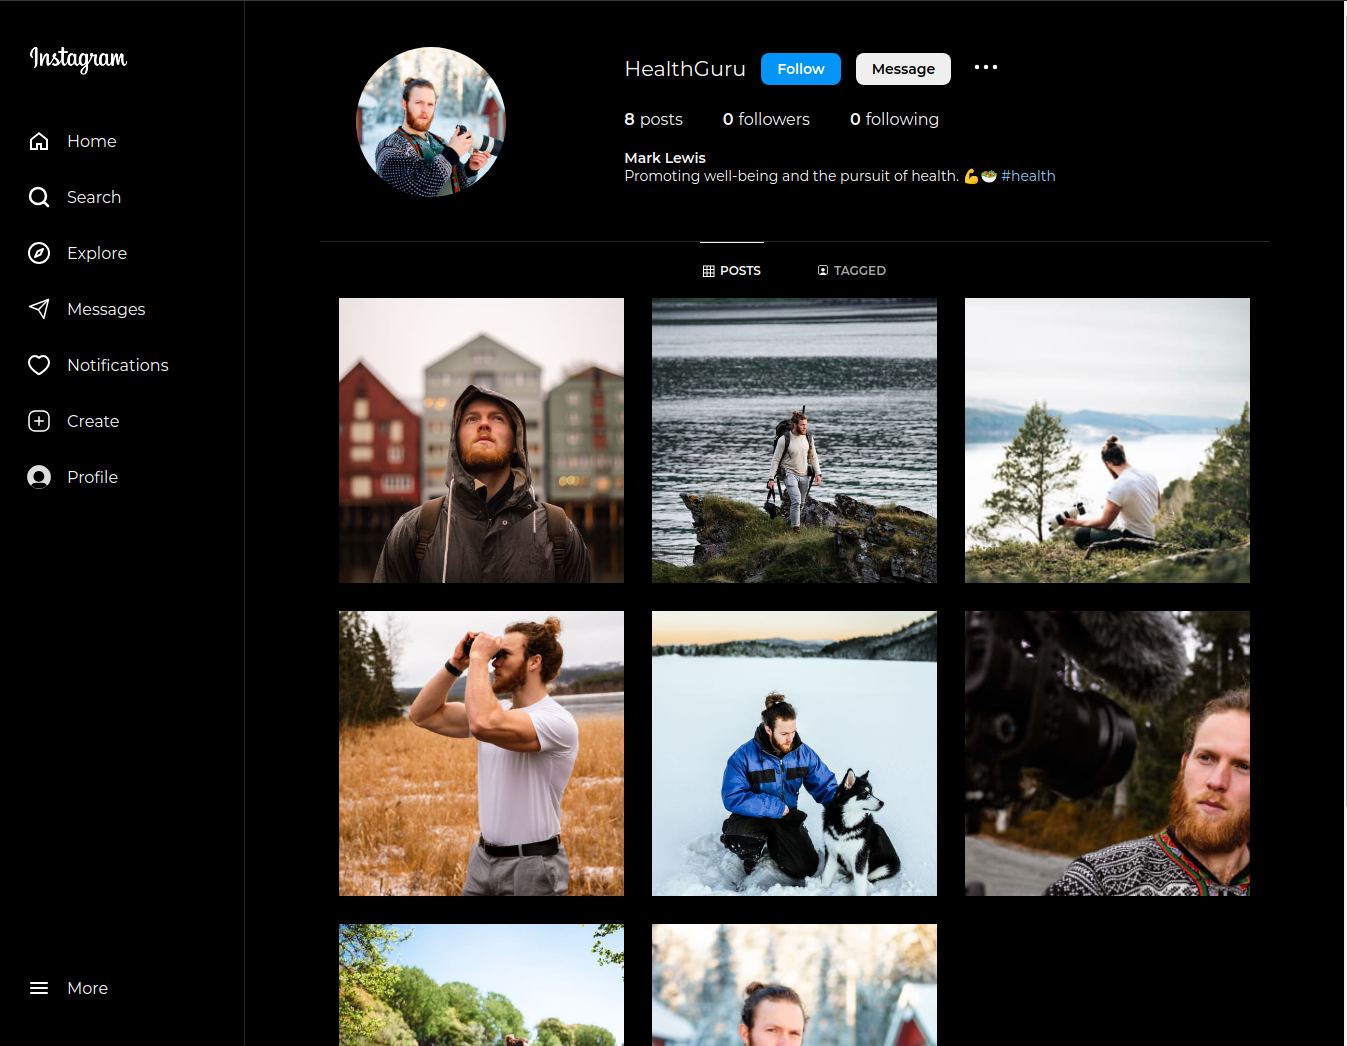 Instagram
Home
Search
Explore
Messages
Notifications
Create
Profile
More
HealthGuru
Follow
Message
8 posts
0 followers
0 following
Mark Lewis
Promoting well-being and the pursuit of health. 💪🥗 #health
POSTS
TAGGED